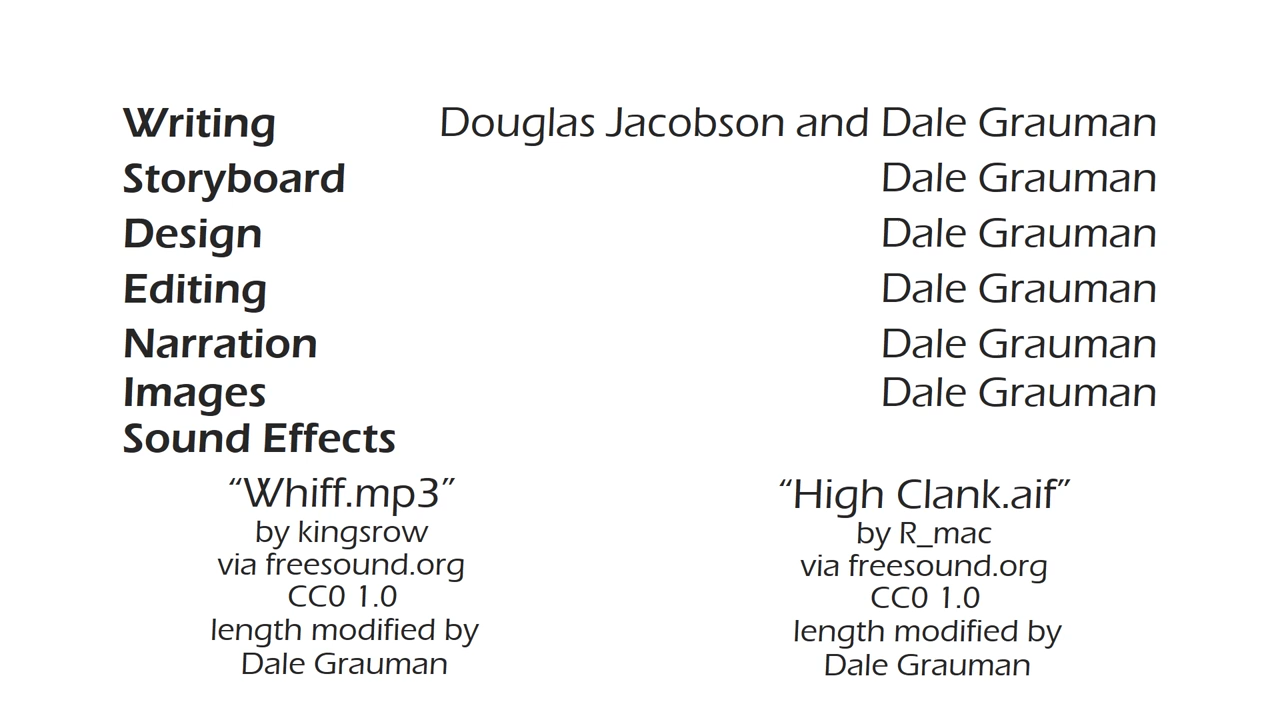 Writing Douglas Jacobson and Dale Grauman
Storyboard Dale Grauman
Design Dale Grauman
Editing Dale Grauman
Narration Dale Grauman
Images Dale Grauman
Sound Effects
“Whiff.mp3”
by kingsrow
via freesound.org
CC0 1.0
length modified by
Dale Grauman
“High Clank.aif”
by R_mac
via freesound.org
CC0 1.0
length modified by
Dale Grauman